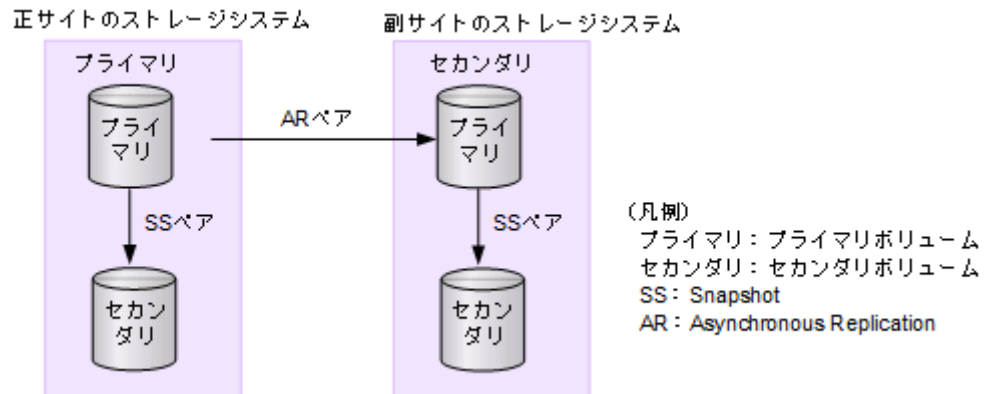 正サイトのストレージシステム
副サイトのストレージシステム
プライマリ
セカンダリ
プライ
マリ
ARペア
プライ
マリ
SSペア
SSペア
セカン
ダリ
セカン
ダリ
(凡例)
プライマリ：プライマリボリューム
セカンダリ：セカンダリボリューム
SS：Snapshot
AR：Asynchronous Replication